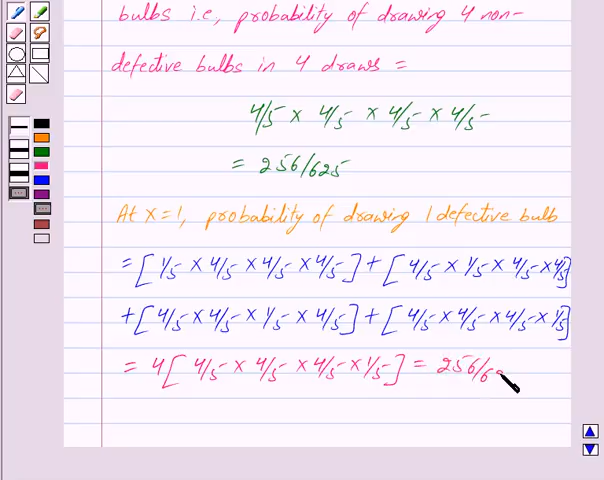 bulbs i.e, probability of drawing 4 non-
defective bulbs in 4 draws =
4/5 × 4/5 × 4/5 × 4/5
= 256/625
At X=1, probability of drawing 1 defective bulb
=[1/5 × 4/5 × 4/5 × 4/5]+[4/5 × 1/5 × 4/5 × 4/5]
+[4/5 × 4/5 × 1/5 × 4/5]+[4/5 × 4/5 × 4/5 × 1/5]
= 4[4/5 × 4/5 × 4/5 × 1/5] = 256/6